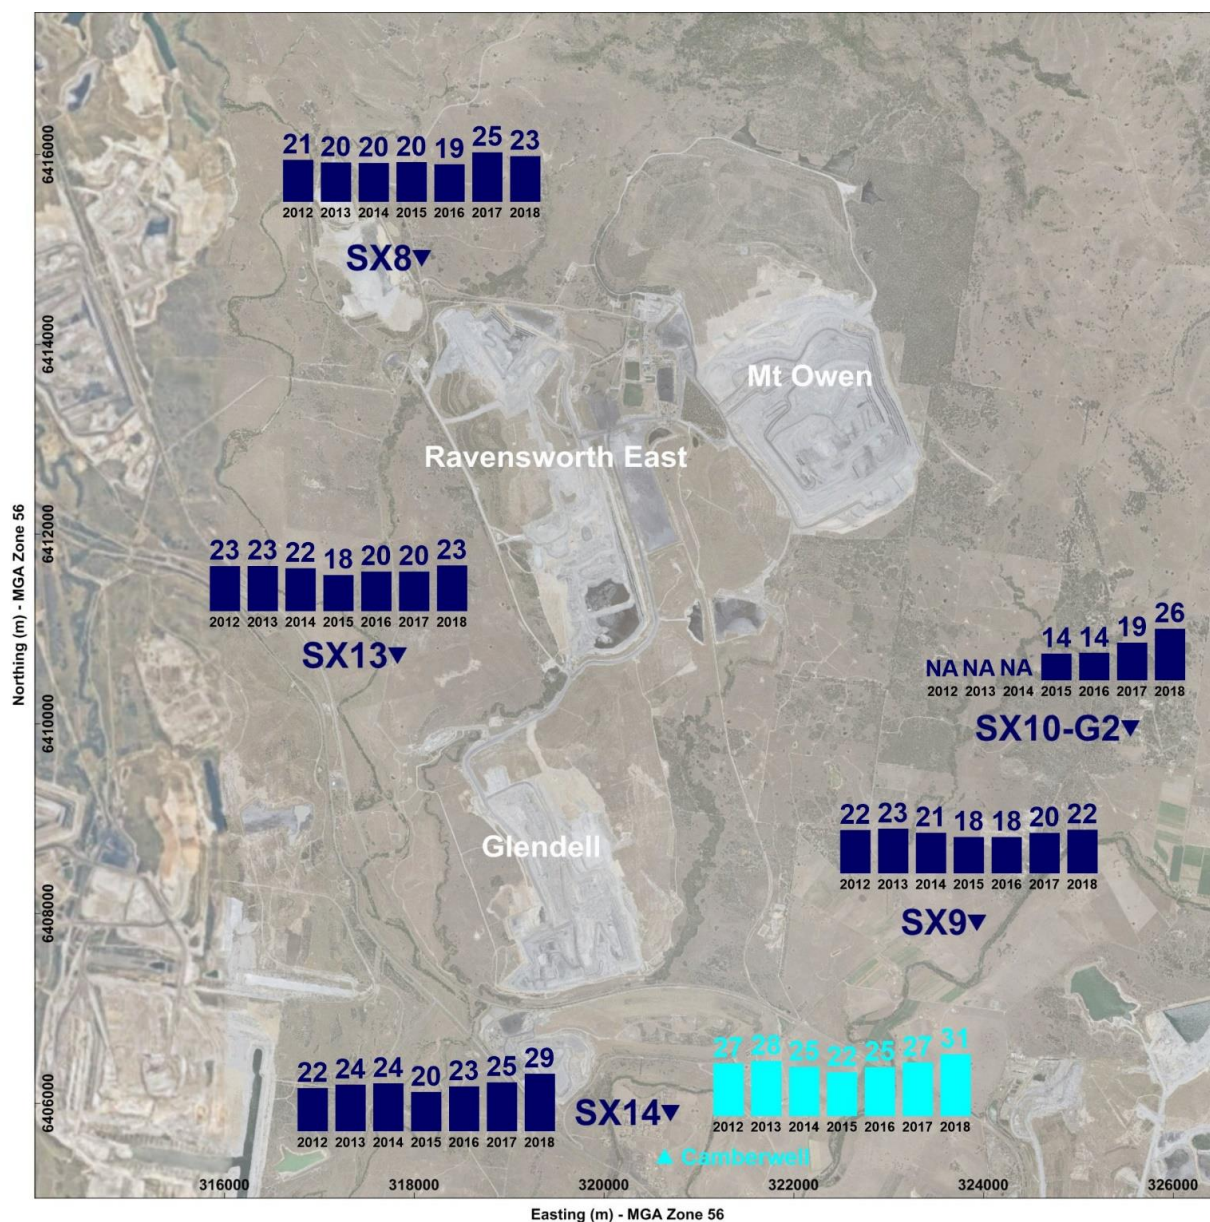 21 20 20 20 19 25 23
2012 2013 2014 2015 2016 2017 2018
SX8
Mt Owen
Ravensworth East
23 23 22 18 20 20 23
2012 2013 2014 2015 2016 2017 2018
SX13
NA NA NA 14 14 19 26
2012 2013 2014 2015 2016 2017 2018
SX10-G2
22 23 21 18 18 20 22
2012 2013 2014 2015 2016 2017 2018
SX9
Glendell
22 24 24 20 23 25 29
2012 2013 2014 2015 2016 2017 2018
SX14
27 28 25 22 25 27 31
2012 2013 2014 2015 2016 2017 2018
Camberwell
6416000
6414000
6412000
6410000
6408000
6406000
Northing (m) - MGA Zone 56
316000 318000 320000 322000 324000 326000
Easting (m) - MGA Zone 56